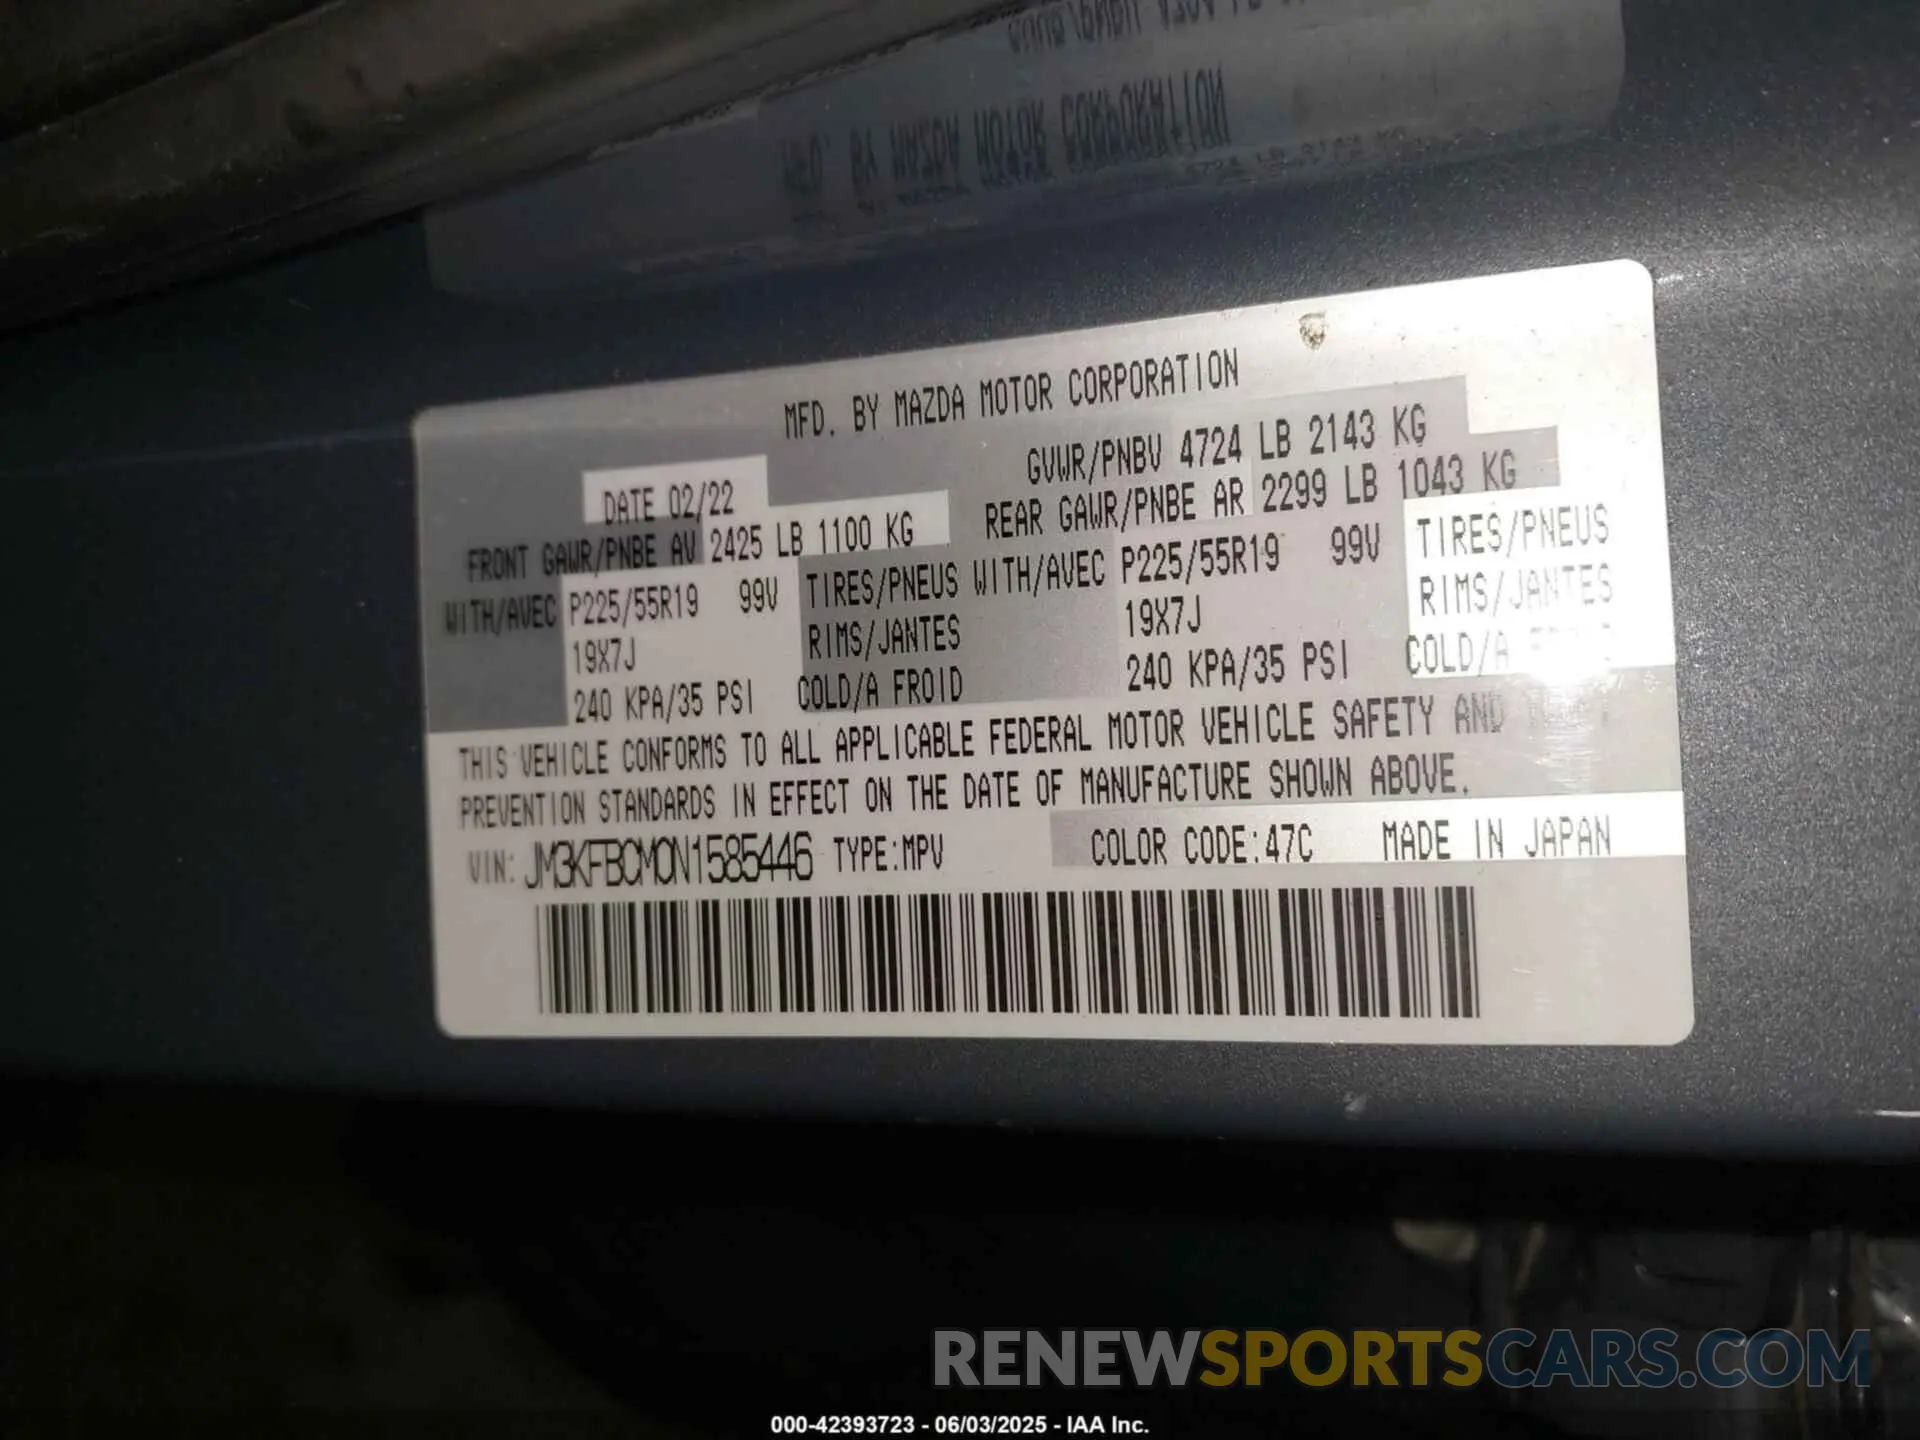 MFD. BY MAZDA MOTOR CORPORATION
DATE 02/22 GVWR/PNBV 4724 LB 2143 KG
FRONT GAWR/PNBE AV 2425 LB 1100 KG REAR GAWR/PNBE AR 2299 LB 1043 KG
WITH/AVEC P225/55R19 99V TIRES/PNEUS WITH/AVEC P225/55R19 99V TIRES/PNEUS
19X7J RIMS/JANTES 19X7J RIMS/JANTES
240 KPA/35 PSI COLD/A FROID 240 KPA/35 PSI COLD/A
THIS VEHICLE CONFORMS TO ALL APPLICABLE FEDERAL MOTOR VEHICLE SAFETY AND
PREVENTION STANDARDS IN EFFECT ON THE DATE OF MANUFACTURE SHOWN ABOVE.
VIN: JM3KFBCM0N1585446 TYPE:MPV COLOR CODE:47C MADE IN JAPAN
RENEWSPORTSCARS.COM
000-42393723 - 06/03/2025 - IAA Inc.